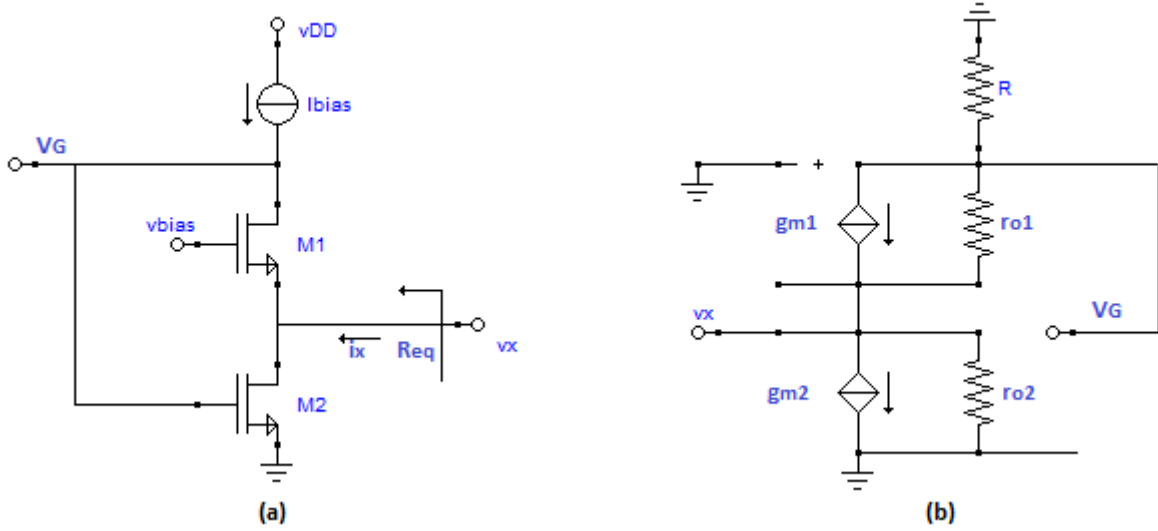 vDD
Ibias
VG
vbias
M1
ix
Req
vx
M2
(a)
R
+
gm1
ro1
vx
VG
gm2
ro2
(b)